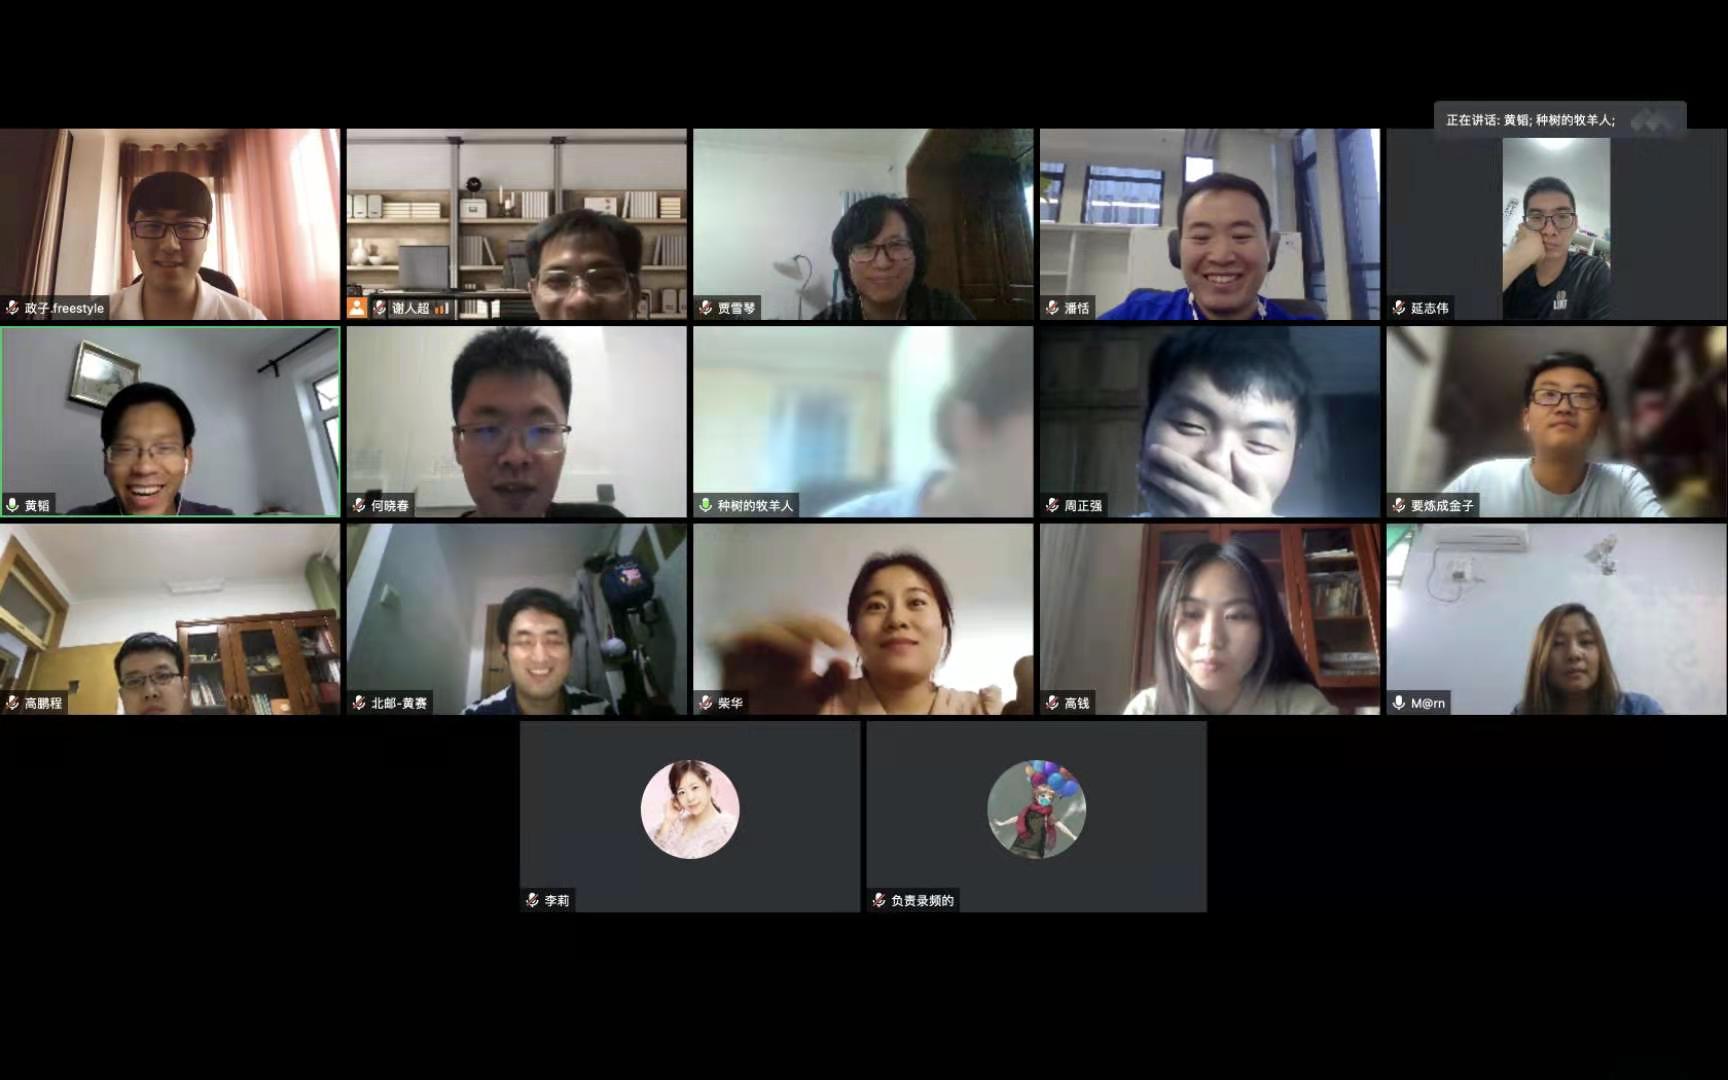 正在讲话: 黄韬; 种树的牧羊人;
政子.freestyle
谢人超
贾雪琴
潘恬
延志伟
黄韬
何晓春
种树的牧羊人
周正强
要炼成金子
高鹏程
北邮-黄赛
柴华
高钱
M@rn
李莉
负责录频的